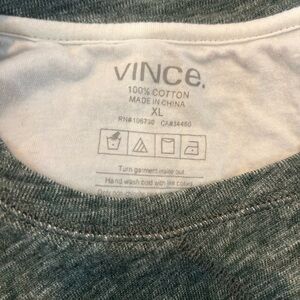 VINCE.
100% COTTON
MADE IN CHINA
XL
RN#106730 CA#34460
Turn garment inside out
Hand wash cold with like colors